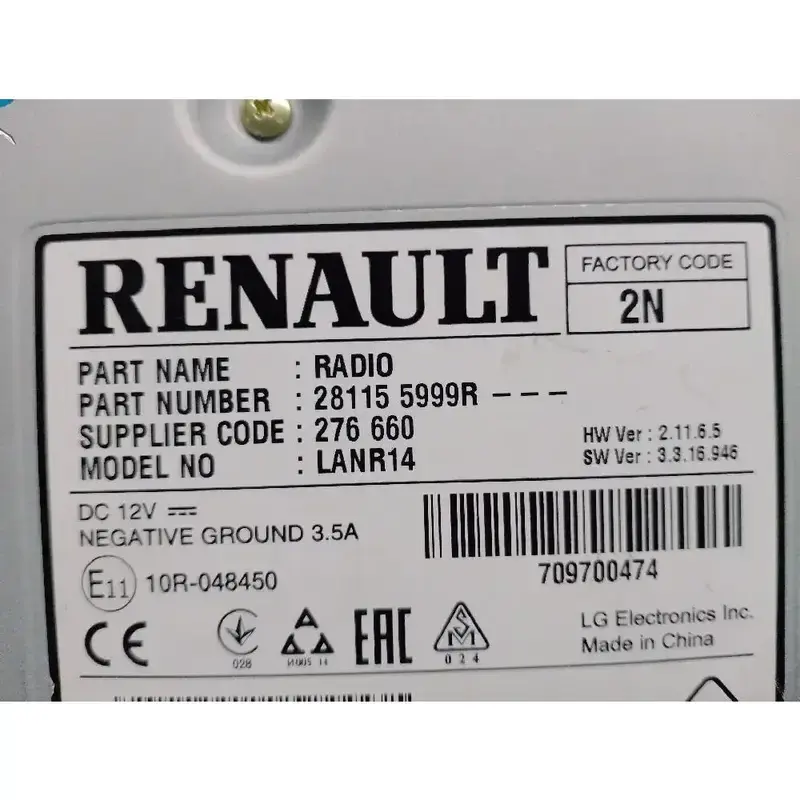 RENAULT
FACTORY CODE
2N
PART NAME : RADIO
PART NUMBER : 28115 5999R - - -
SUPPLIER CODE : 276 660
MODEL NO : LANR14
HW Ver : 2.11.6.5
SW Ver : 3.3.16.946
DC 12V
NEGATIVE GROUND 3.5A
709700474
E11 10R-048450
CE
028
EAC
024
LG Electronics Inc.
Made in China